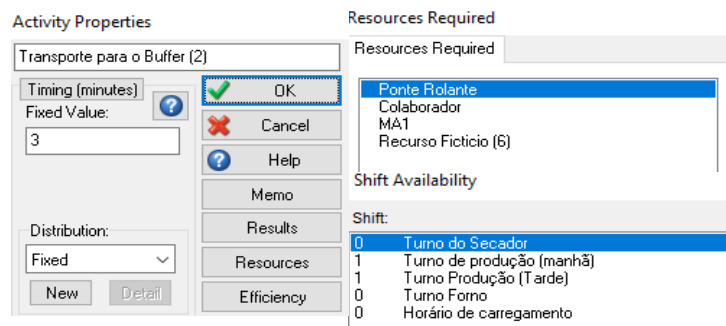 Activity Properties
Transporte para o Buffer (2)
Timing (minutes)
Fixed Value:
3
Distribution:
Fixed
New
Detail
OK
Cancel
Help
Memo
Results
Resources
Efficiency
Resources Required
Resources Required
Ponte Rolante
Colaborador
MA1
Recurso Ficticio (6)
Shift Availability
Shift:
0 Turno do Secador
1 Turno de produção (manhã)
1 Turno Produção (Tarde)
0 Turno Forno
0 Horário de carregamento